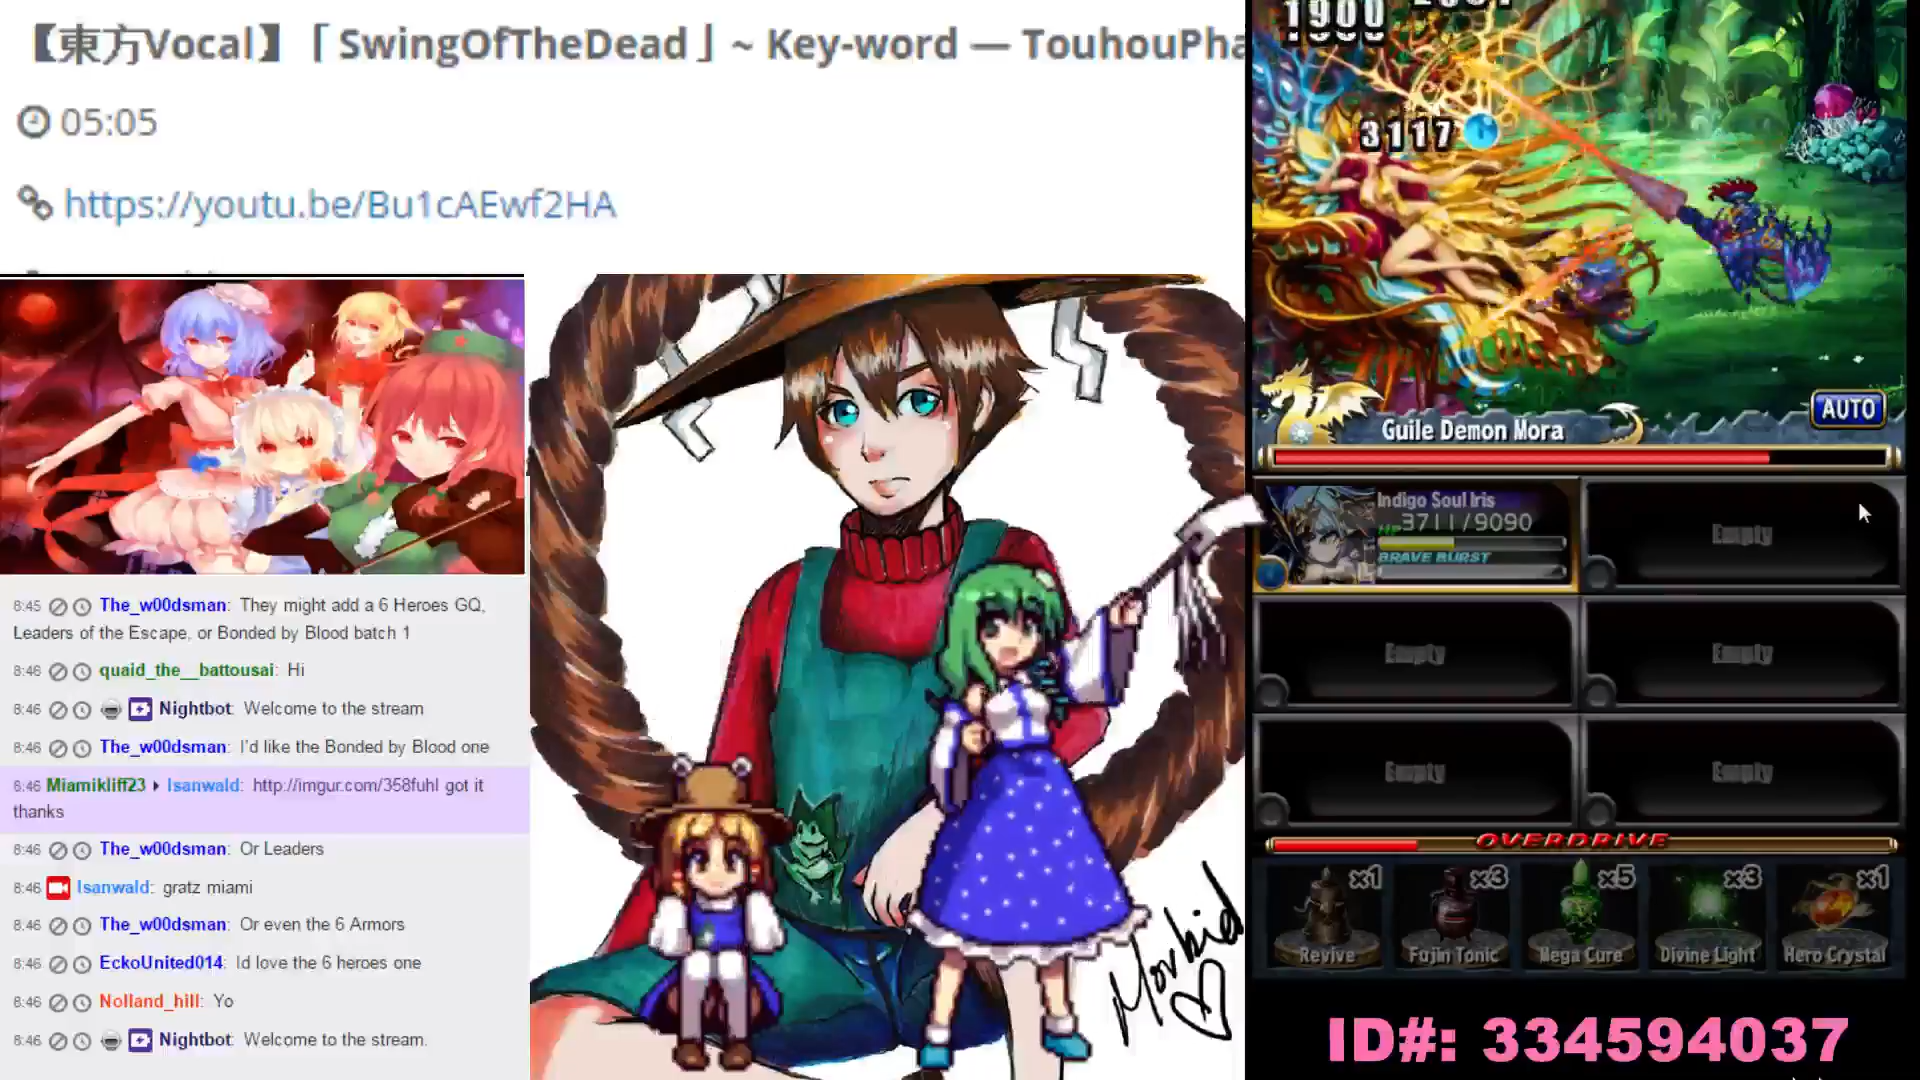 【東方Vocal】「SwingOfTheDead」~ Key-word — TouhouPha
05:05
https://youtu.be/Bu1cAEwf2HA
8:45 The_w00dsman: They might add a 6 Heroes GQ,
Leaders of the Escape, or Bonded by Blood batch 1
8:46 quaid_the__battousai: Hi
8:46 Nightbot: Welcome to the stream
8:46 The_w00dsman: I'd like the Bonded by Blood one
8:46 Miamikliff23 Isanwald: http://imgur.com/358fuhl got it
thanks
8:46 The_w00dsman: Or Leaders
8:46 Isanwald: gratz miami
8:46 The_w00dsman: Or even the 6 Armors
8:46 EckoUnited014: Id love the 6 heroes one
8:46 Nolland_hill: Yo
8:46 Nightbot: Welcome to the stream.
Morbid
1900
3117
AUTO
Guile Demon Mora
Indigo Soul Iris
HP 3711/9090
BRAVE BURST
Empty
Empty
Empty
Empty
Empty
OVERDRIVE
x1
x3
x5
x3
x1
Revive
Fujin Tonic
Mega Cure
Divine Light
Hero Crystal
ID#: 334594037